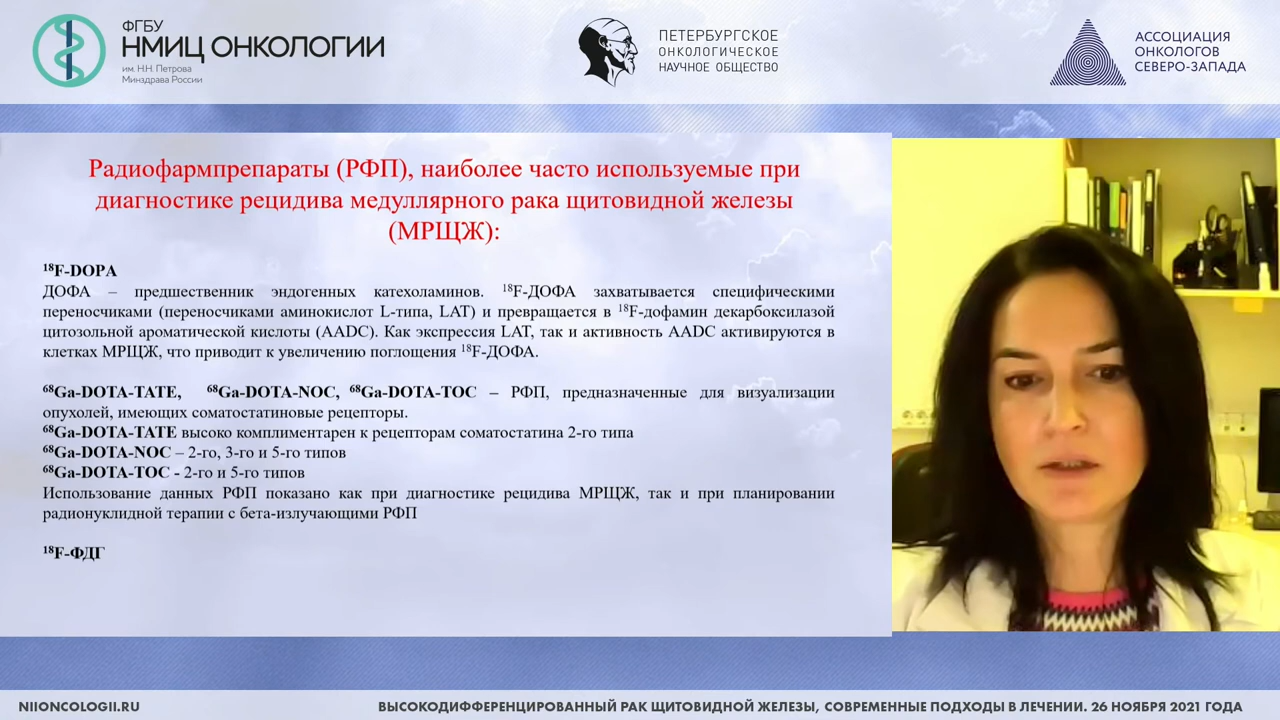 ФГБУ
НМИЦ ОНКОЛОГИИ
им. Н.Н. Петрова
Минздрава России
ПЕТЕРБУРГСКОЕ
ОНКОЛОГИЧЕСКОЕ
НАУЧНОЕ ОБЩЕСТВО
АССОЦИАЦИЯ
ОНКОЛОГОВ
СЕВЕРО-ЗАПАДА
Радиофармпрепараты (РФП), наиболее часто используемые при
диагностике рецидива медуллярного рака щитовидной железы
(МРЩЖ):
¹⁸F-DOPA
ДОФА – предшественник эндогенных катехоламинов. ¹⁸F-ДОФА захватывается специфическими
переносчиками (переносчиками аминокислот L-типа, LAT) и превращается в ¹⁸F-дофамин декарбоксилазой
цитозольной ароматической кислоты (AADC). Как экспрессия LAT, так и активность AADC активируются в
клетках МРЩЖ, что приводит к увеличению поглощения ¹⁸F-ДОФА.
⁶⁸Ga-DOTA-TATE, ⁶⁸Ga-DOTA-NOC, ⁶⁸Ga-DOTA-TOC – РФП, предназначенные для визуализации
опухолей, имеющих соматостатиновые рецепторы.
⁶⁸Ga-DOTA-TATE высоко комплиментарен к рецепторам соматостатина 2-го типа
⁶⁸Ga-DOTA-NOC – 2-го, 3-го и 5-го типов
⁶⁸Ga-DOTA-TOC - 2-го и 5-го типов
Использование данных РФП показано как при диагностике рецидива МРЩЖ, так и при планировании
радионуклидной терапии с бета-излучающими РФП
¹⁸F-ФДГ
NIIONCOLOGII.RU
ВЫСОКОДИФФЕРЕНЦИРОВАННЫЙ РАК ЩИТОВИДНОЙ ЖЕЛЕЗЫ, СОВРЕМЕННЫЕ ПОДХОДЫ В ЛЕЧЕНИИ. 26 НОЯБРЯ 2021 ГОДА